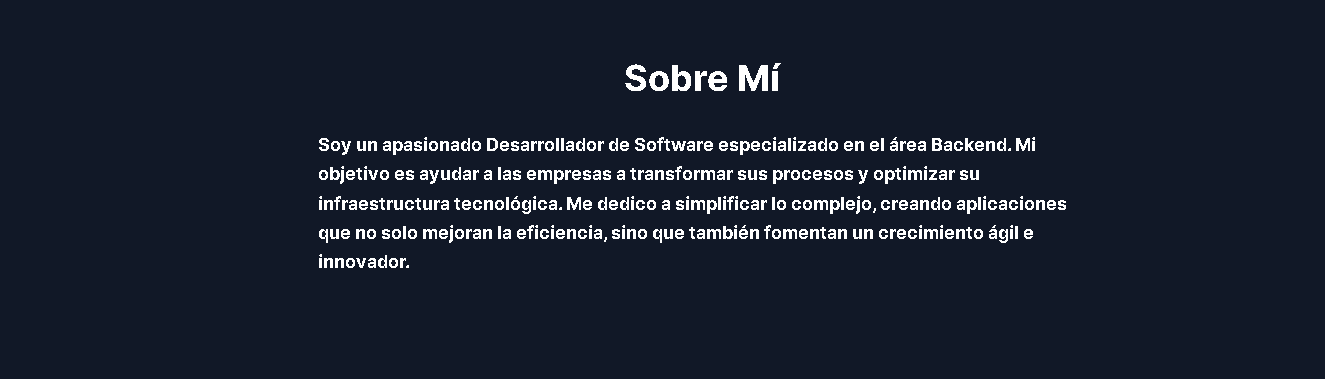 Sobre Mí
Soy un apasionado Desarrollador de Software especializado en el área Backend. Mi
objetivo es ayudar a las empresas a transformar sus procesos y optimizar su
infraestructura tecnológica. Me dedico a simplificar lo complejo, creando aplicaciones
que no solo mejoran la eficiencia, sino que también fomentan un crecimiento ágil e
innovador.